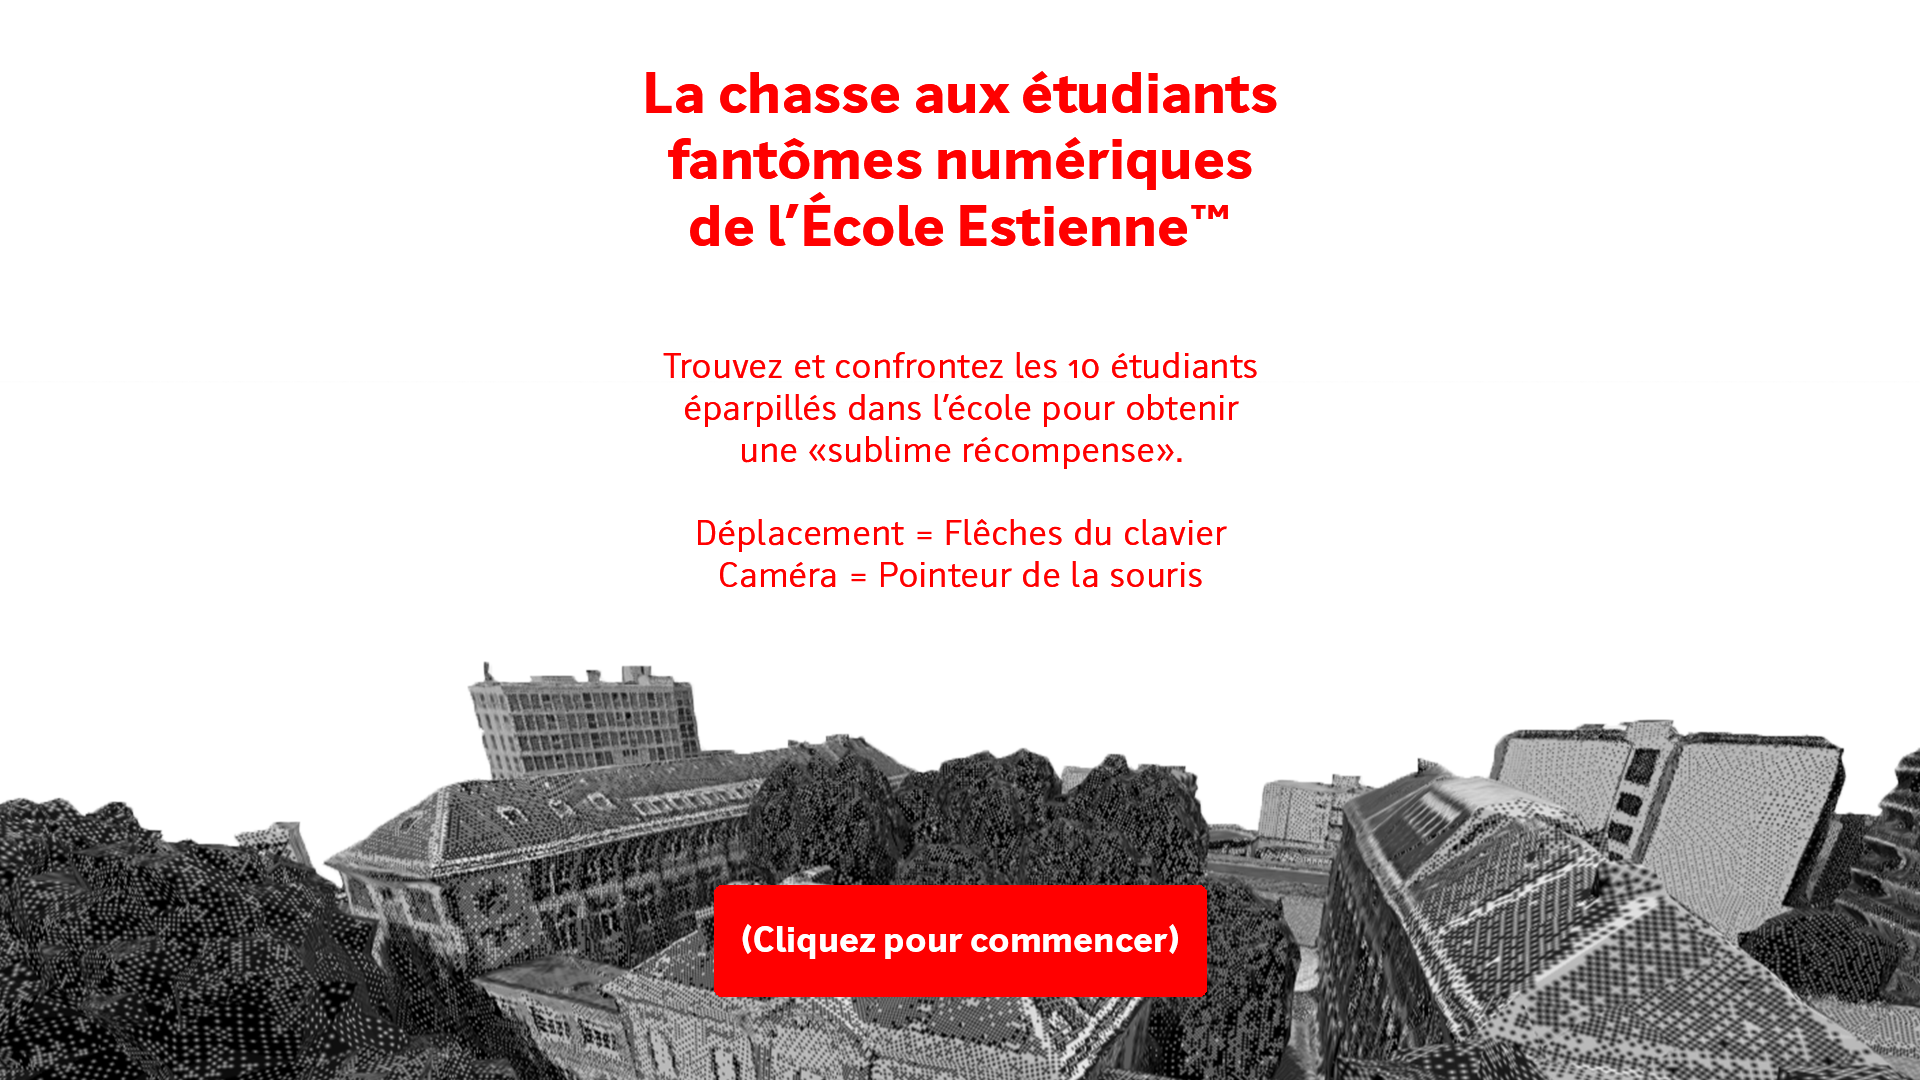 La chasse aux étudiants
fantômes numériques
de l’École Estienne™
Trouvez et confrontez les 10 étudiants
éparpillés dans l’école pour obtenir
une «sublime récompense».
Déplacement = Flêches du clavier
Caméra = Pointeur de la souris
(Cliquez pour commencer)